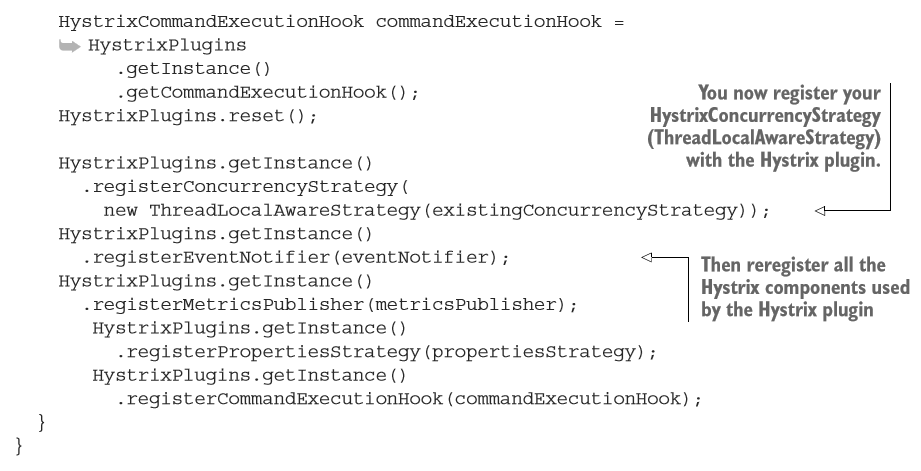 HystrixCommandExecutionHook commandExecutionHook =
➥ HystrixPlugins
.getInstance()
.getCommandExecutionHook();
HystrixPlugins.reset();
You now register your
HystrixConcurrencyStrategy
(ThreadLocalAwareStrategy)
with the Hystrix plugin.
HystrixPlugins.getInstance()
.registerConcurrencyStrategy(
new ThreadLocalAwareStrategy(existingConcurrencyStrategy));
HystrixPlugins.getInstance()
.registerEventNotifier(eventNotifier);
Then reregister all the
Hystrix components used
by the Hystrix plugin
HystrixPlugins.getInstance()
.registerMetricsPublisher(metricsPublisher);
HystrixPlugins.getInstance()
.registerPropertiesStrategy(propertiesStrategy);
HystrixPlugins.getInstance()
.registerCommandExecutionHook(commandExecutionHook);
}
}